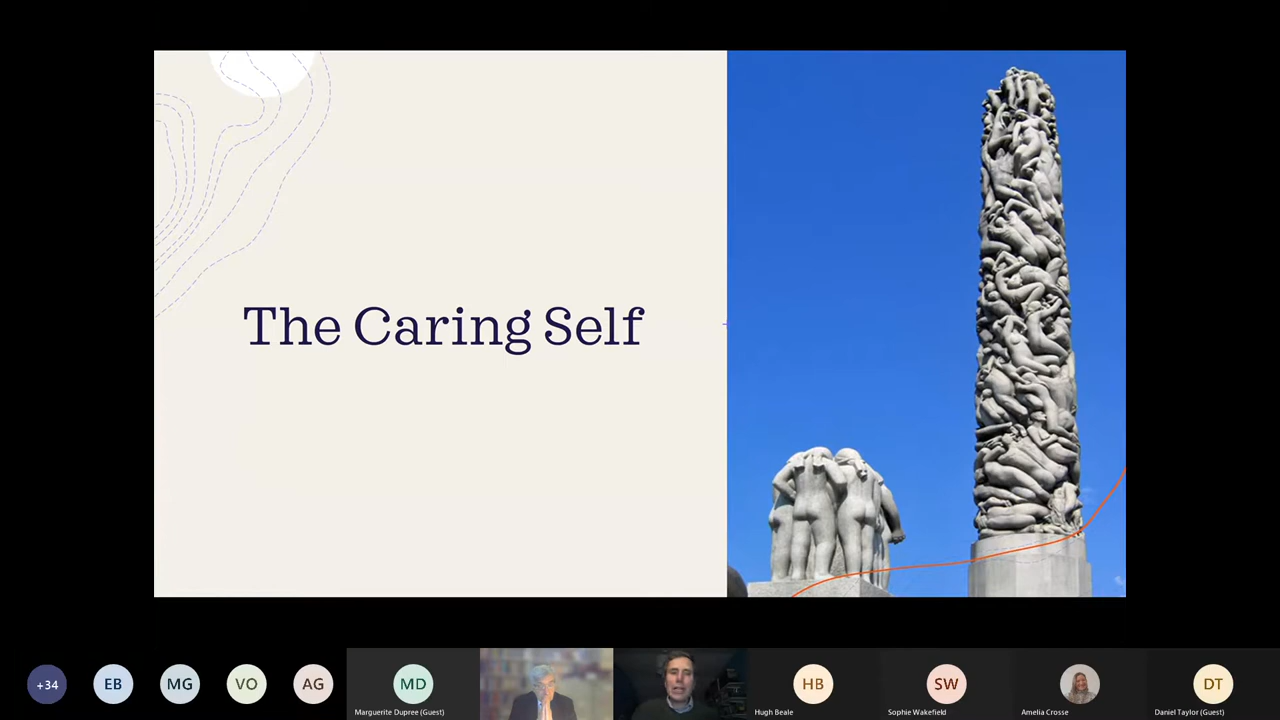 The Caring Self
+34
EB
MG
VO
AG
MD
HB
SW
DT
Marguerite Dupree (Guest)
Hugh Beale
Sophie Wakefield
Amelia Crosse
Daniel Taylor (Guest)